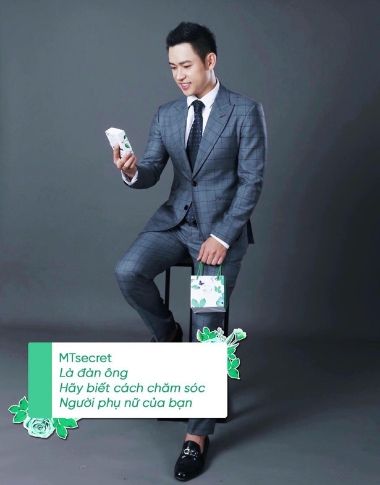 MTsecret
Là đàn ông
Hãy biết cách chăm sóc
Người phụ nữ của bạn